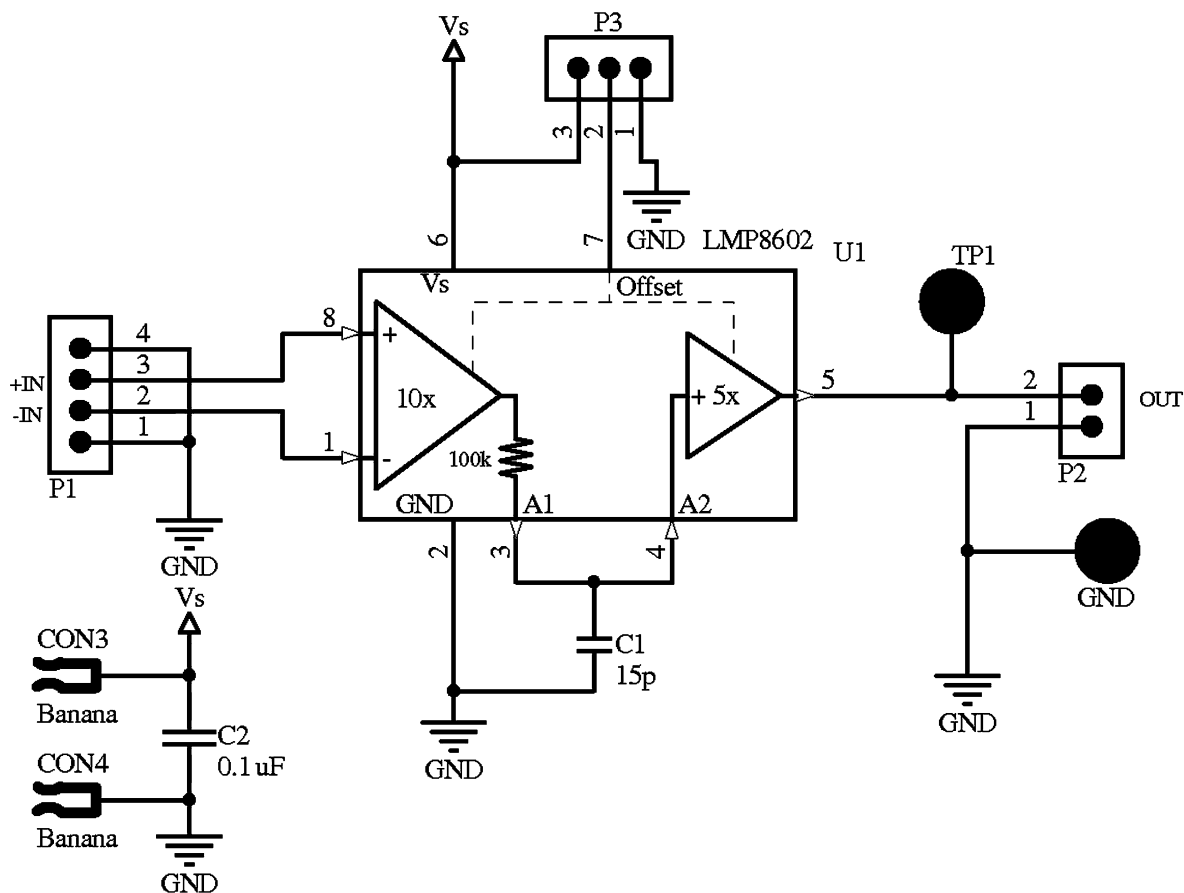 Vs
P3
3
2
1
6
7
GND
LMP8602
U1
Vs
Offset
TP1
4
3
2
1
+IN
-IN
P1
8
1
+
-
10x
100k
+ 5x
5
2
1
OUT
P2
GND
A1
A2
2
3
4
GND
Vs
GND
C1
15p
GND
GND
CON3
Banana
C2
0.1uF
CON4
Banana
GND